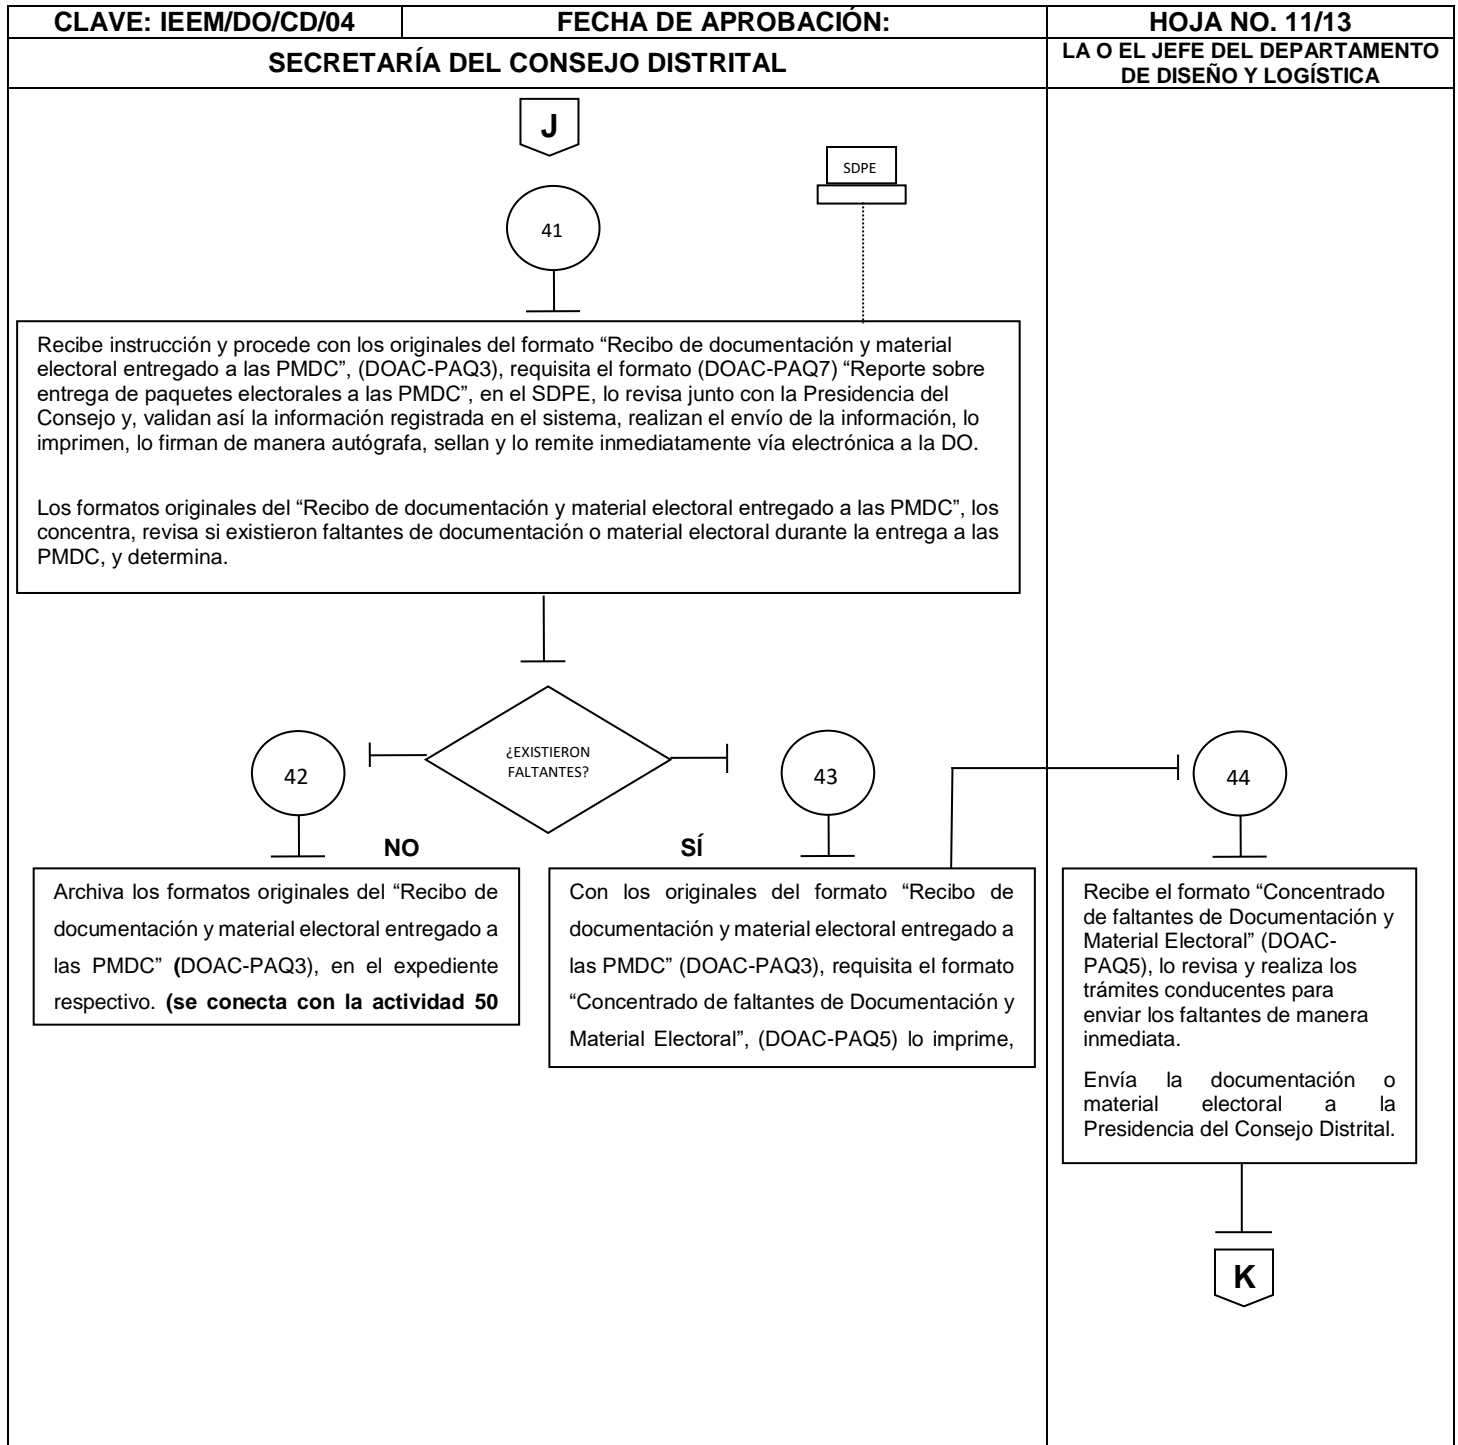 CLAVE: IEEM/DO/CD/04
FECHA DE APROBACIÓN:
HOJA NO. 11/13
SECRETARÍA DEL CONSEJO DISTRITAL
LA O EL JEFE DEL DEPARTAMENTO
DE DISEÑO Y LOGÍSTICA
J
SDPE
41
Recibe instrucción y procede con los originales del formato “Recibo de documentación y material
electoral entregado a las PMDC”, (DOAC-PAQ3), requisita el formato (DOAC-PAQ7) “Reporte sobre
entrega de paquetes electorales a las PMDC”, en el SDPE, lo revisa junto con la Presidencia del
Consejo y, validan así la información registrada en el sistema, realizan el envío de la información, lo
imprimen, lo firman de manera autógrafa, sellan y lo remite inmediatamente vía electrónica a la DO.
Los formatos originales del “Recibo de documentación y material electoral entregado a las PMDC”, los
concentra, revisa si existieron faltantes de documentación o material electoral durante la entrega a las
PMDC, y determina.
¿EXISTIERON
FALTANTES?
42
43
44
NO
SÍ
Archiva los formatos originales del “Recibo de
documentación y material electoral entregado a
las PMDC” (DOAC-PAQ3), en el expediente
respectivo. (se conecta con la actividad 50
Con los originales del formato “Recibo de
documentación y material electoral entregado a
las PMDC” (DOAC-PAQ3), requisita el formato
“Concentrado de faltantes de Documentación y
Material Electoral”, (DOAC-PAQ5) lo imprime,
Recibe el formato “Concentrado
de faltantes de Documentación y
Material Electoral” (DOAC-
PAQ5), lo revisa y realiza los
trámites conducentes para
enviar los faltantes de manera
inmediata.
Envía la documentación o
material electoral a la
Presidencia del Consejo Distrital.
K